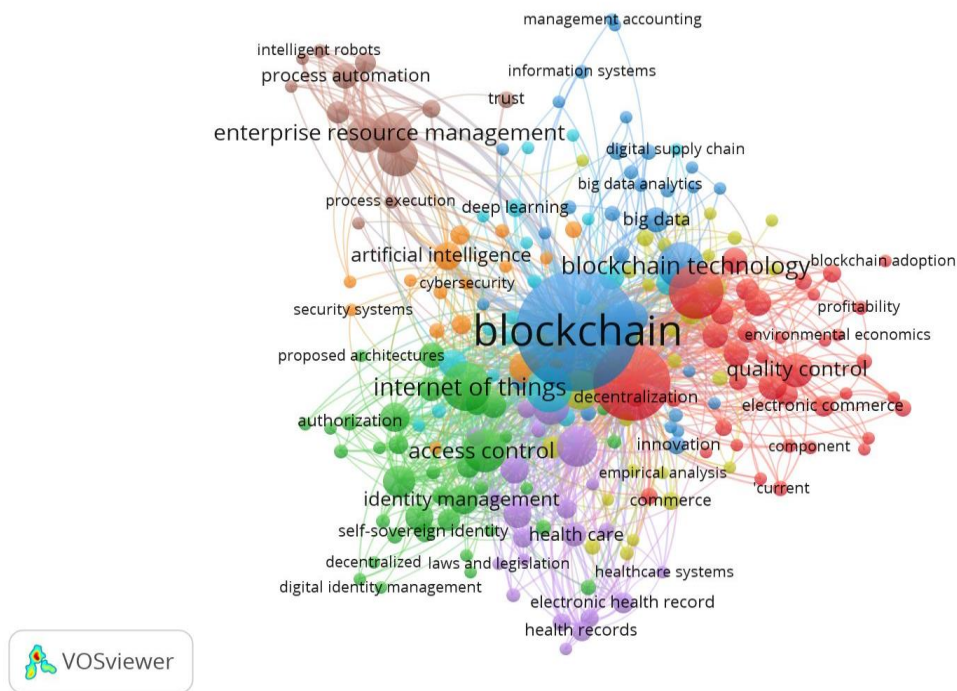 management accounting
intelligent robots
information systems
process automation
trust
enterprise resource management
digital supply chain
big data analytics
process execution
deep learning
big data
artificial intelligence
blockchain technology
blockchain adoption
cybersecurity
profitability
security systems
blockchain
environmental economics
proposed architectures
quality control
internet of things
decentralization
electronic commerce
authorization
innovation
component
access control
empirical analysis
'current
identity management
commerce
self-sovereign identity
health care
decentralized
laws and legislation
healthcare systems
digital identity management
electronic health record
health records
VOSviewer